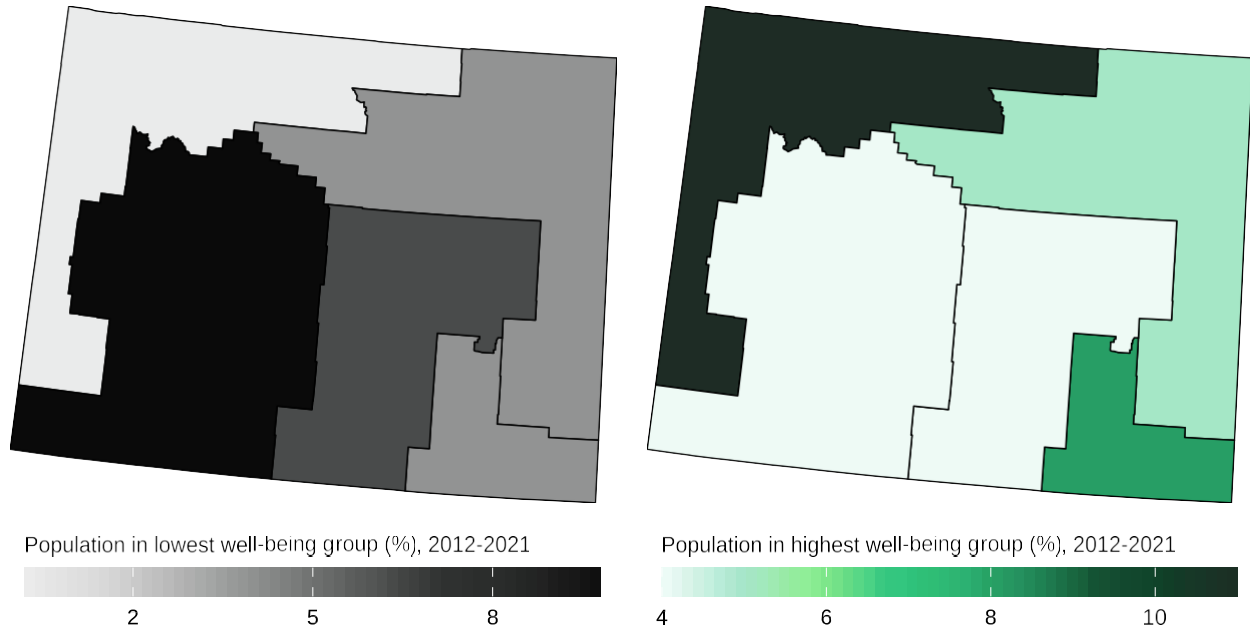 Population in lowest well-being group (%), 2012-2021
2 5 8
Population in highest well-being group (%), 2012-2021
4 6 8 10